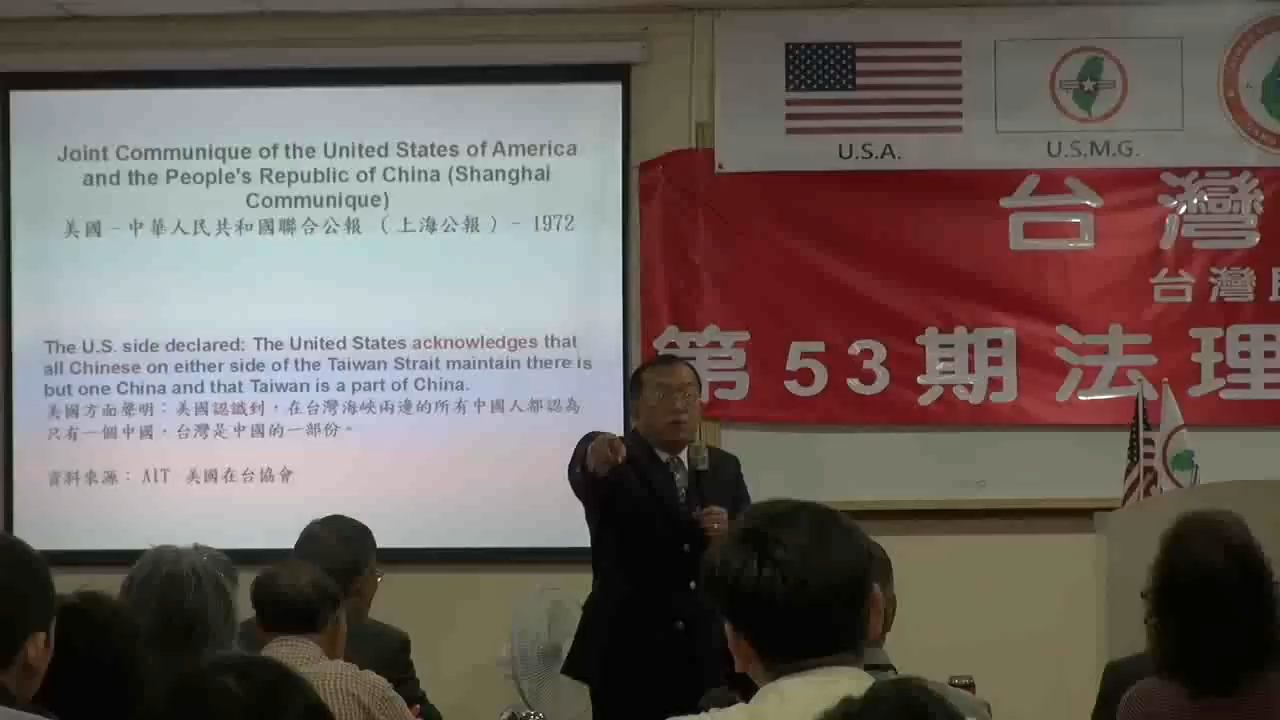 Joint Communique of the United States of America
and the People's Republic of China (Shanghai
Communique)
美國－中華人民共和國聯合公報 （上海公報）－ 1972
The U.S. side declared: The United States acknowledges that
all Chinese on either side of the Taiwan Strait maintain there is
but one China and that Taiwan is a part of China.
美國方面聲明：美國認識到，在台灣海峽兩邊的所有中國人都認為
只有一個中國，台灣是中國的一部份。
資料來源： AIT 美國在台協會
U.S.A.
U.S.M.G.
台灣
台灣民
第53期法理